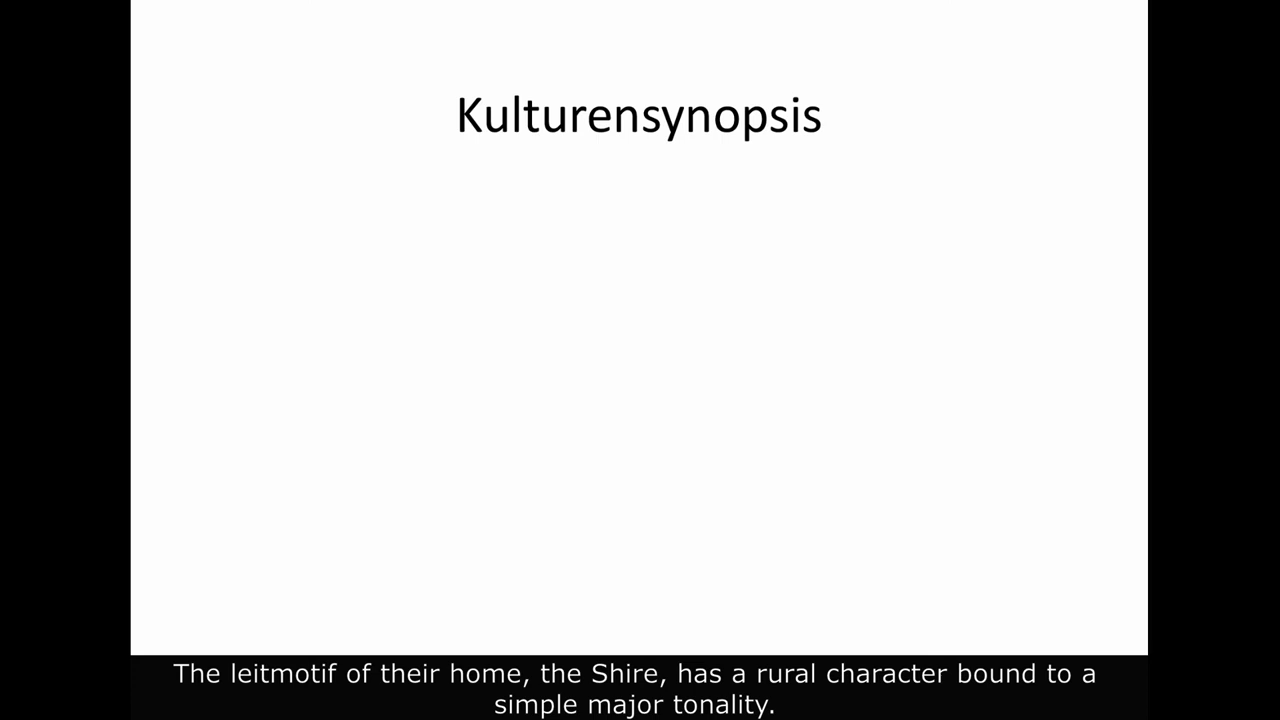 Kulturensynopsis
The leitmotif of their home, the Shire, has a rural character bound to a
simple major tonality.